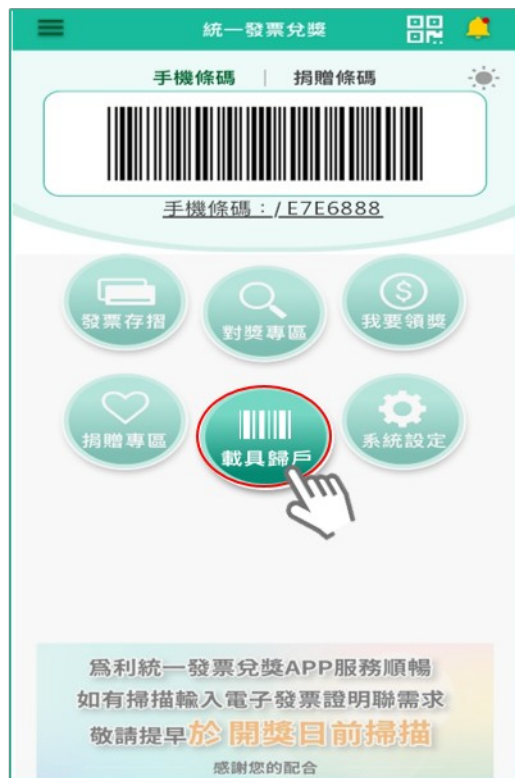 統一發票兌獎
手機條碼 | 捐贈條碼
手機條碼：/ E7E6888
發票存摺
對獎專區
我要領獎
捐贈專區
載具歸戶
系統設定
為利統一發票兌獎APP服務順暢
如有掃描輸入電子發票證明聯需求
敬請提早於 開獎日前掃描
感謝您的配合